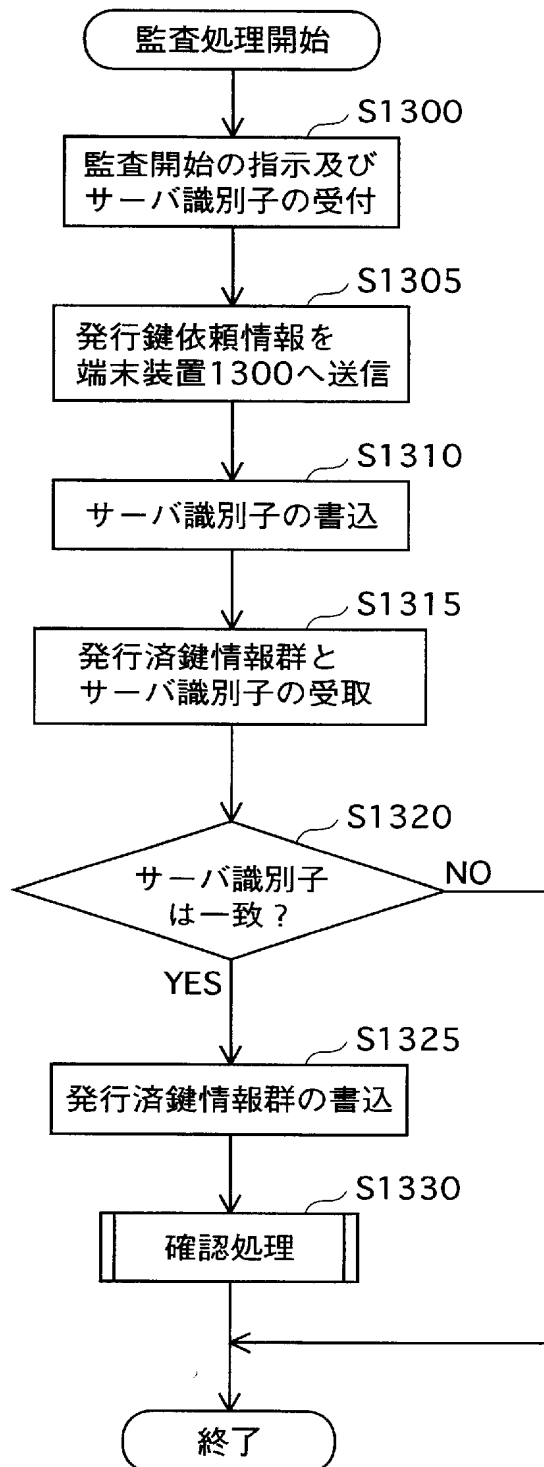 監査処理開始
S1300
監査開始の指示及び
サーバ識別子の受付
S1305
発行鍵依頼情報を
端末装置1300へ送信
S1310
サーバ識別子の書込
S1315
発行済鍵情報群と
サーバ識別子の受取
S1320
サーバ識別子
は一致？
NO
YES
S1325
発行済鍵情報群の書込
S1330
確認処理
終了